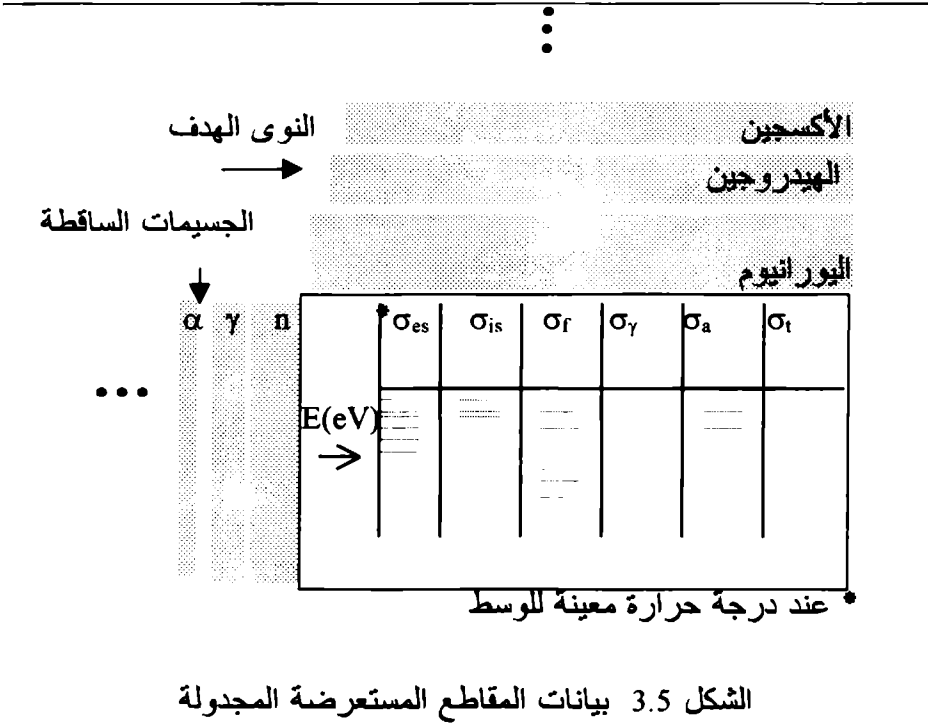 الأكسجين
النوى الهدف
الهيدروجين
الجسيمات الساقطة
اليورانيوم
α γ n
* σes σis σf σγ σa σt
E(eV)
* عند درجة حرارة معينة للوسط
الشكل 3.5 بيانات المقاطع المستعرضة المجدولة